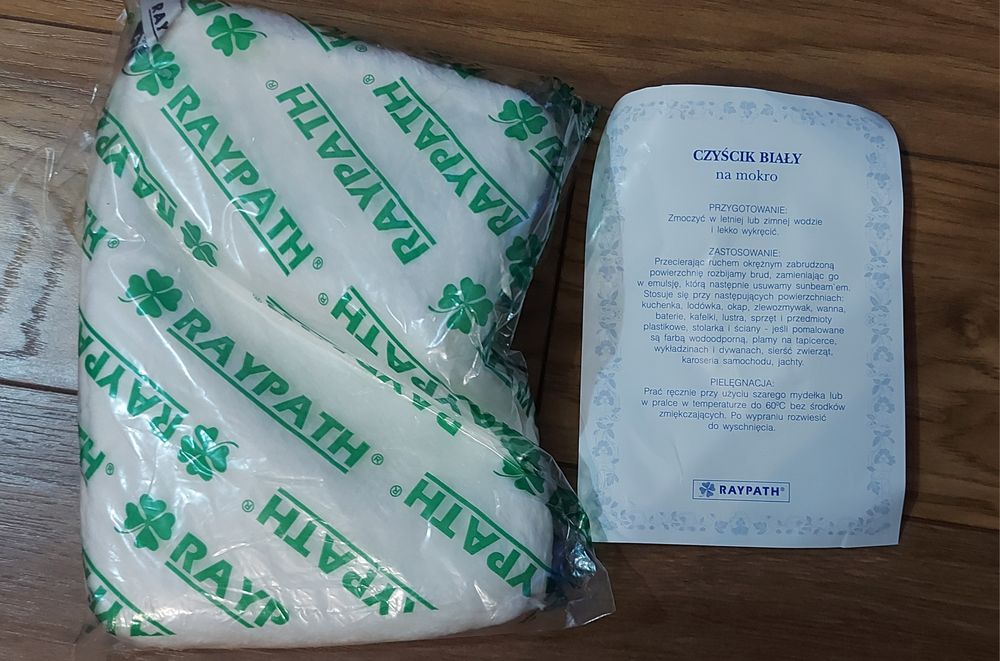 RAY
RAYPATH®
RAYPATH®
RAYPATH®
RAYPATH®
RAYPATH®
RAYPATH®
RAYPATH
YPATH®
YPATH®
CZYŚCIK BIAŁY
na mokro
PRZYGOTOWANIE:
Zmoczyć w letniej lub zimnej wodzie
i lekko wykręcić.
ZASTOSOWANIE:
Przecierając ruchem okrężnym zabrudzoną
powierzchnię rozbijamy brud, zamieniając go
w emulsję, którą następnie usuwamy sunbeam'em.
Stosuje się przy następujących powierzchniach:
kuchenka, lodówka, okap, zlewozmywak, wanna,
baterie, kafelki, lustra, sprzęt i przedmioty
plastikowe, stolarka i ściany - jeśli pomalowane
są farbą wodoodporną, plamy na tapicerce,
wykładzinach i dywanach, sierść zwierząt,
karoseria samochodu, jachty.
PIELĘGNACJA:
Prać ręcznie przy użyciu szarego mydełka lub
w pralce w temperaturze do 60°C bez środków
zmiękczających. Po wypraniu rozwiesić
do wyschnięcia.
RAYPATH®